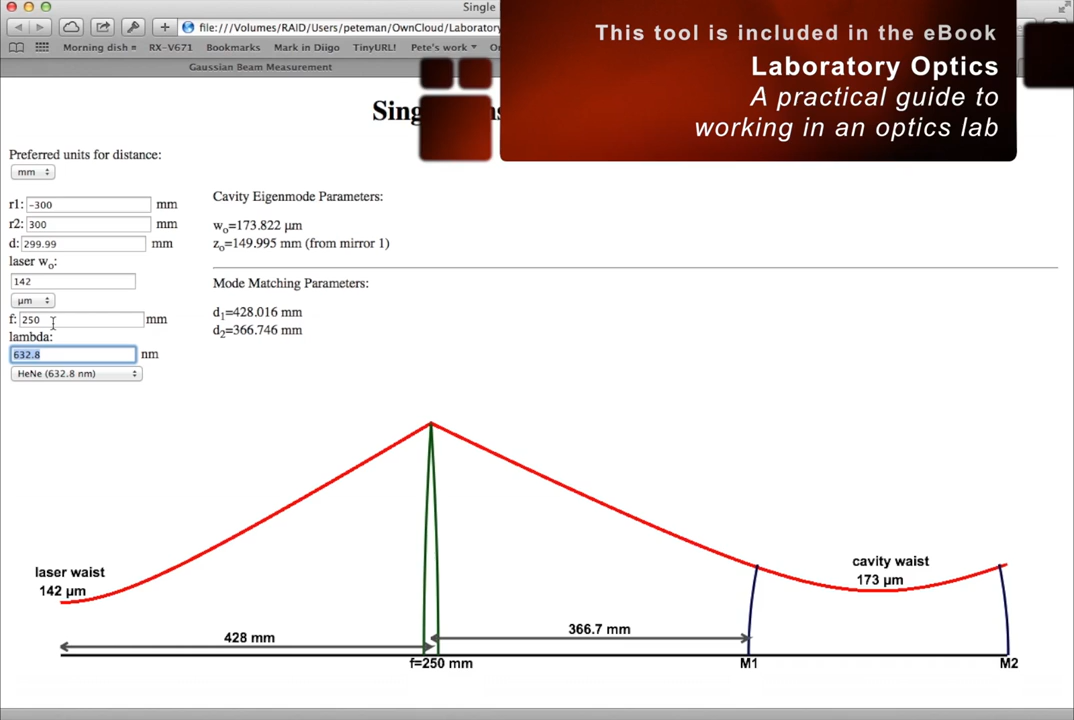 Single
file:///Volumes/RAID/Users/peteman/OwnCloud/Laboratory
Morning dish
RX-V671
Bookmarks
Mark in Diigo
TinyURL!
Pete's work
Gaussian Beam Measurement
This tool is included in the eBook
Laboratory Optics
A practical guide to
working in an optics lab
Preferred units for distance:
mm
r1: -300 mm
r2: 300 mm
d: 299.99 mm
laser wo:
142
µm
f: 250 mm
lambda:
632.8 nm
HeNe (632.8 nm)
Cavity Eigenmode Parameters:
wo=173.822 µm
zo=149.995 mm (from mirror 1)
Mode Matching Parameters:
d1=428.016 mm
d2=366.746 mm
laser waist
142 µm
cavity waist
173 µm
428 mm
366.7 mm
f=250 mm
M1
M2